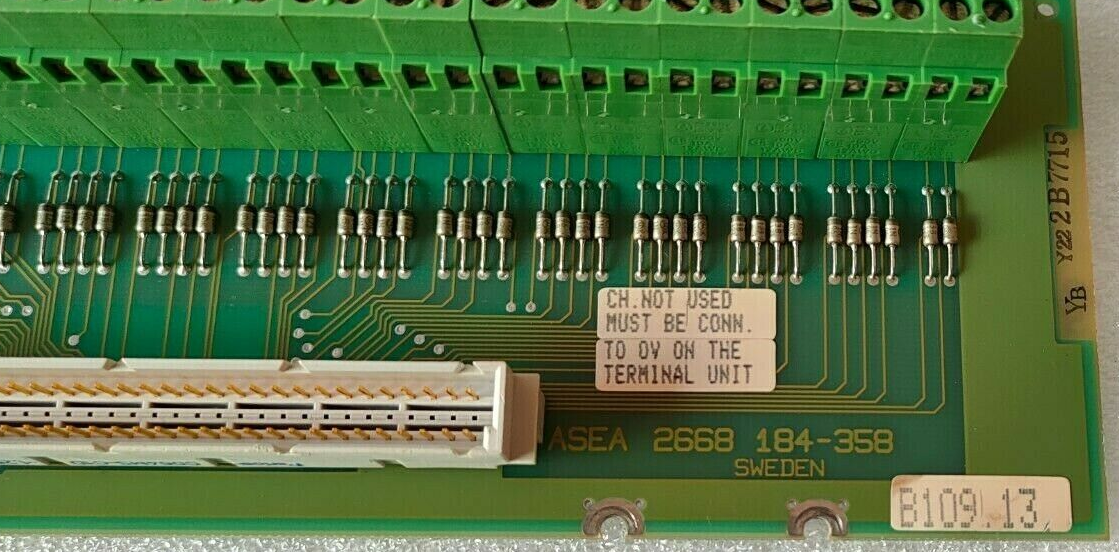 CH.NOT USED
MUST BE CONN.
TO 0V ON THE
TERMINAL UNIT
ASEA 2668 184-358
SWEDEN
B109.13
Y22 2B7715
YB